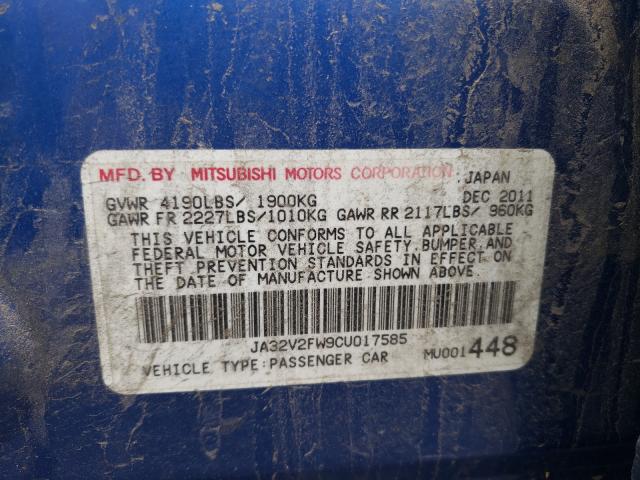 MFD. BY MITSUBISHI MOTORS CORPORATION JAPAN
GVWR 4190LBS/ 1900KG DEC 2011
GAWR FR 2227LBS/1010KG GAWR RR 2117LBS/ 960KG
THIS VEHICLE CONFORMS TO ALL APPLICABLE
FEDERAL MOTOR VEHICLE SAFETY, BUMPER, AND
THEFT PREVENTION STANDARDS IN EFFECT ON
THE DATE OF MANUFACTURE SHOWN ABOVE.
JA32V2FW9CU017585
VEHICLE TYPE:PASSENGER CAR MU001448